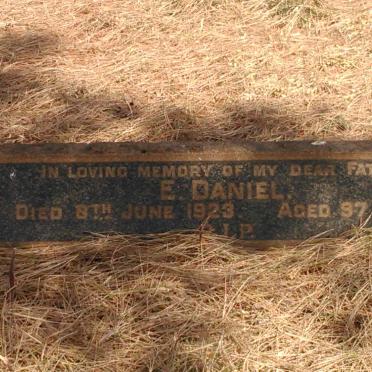 IN LOVING MEMORY OF MY DEAR FAT
E. DANIEL
DIED 8TH JUNE 1923 AGED 97
R.I.P.